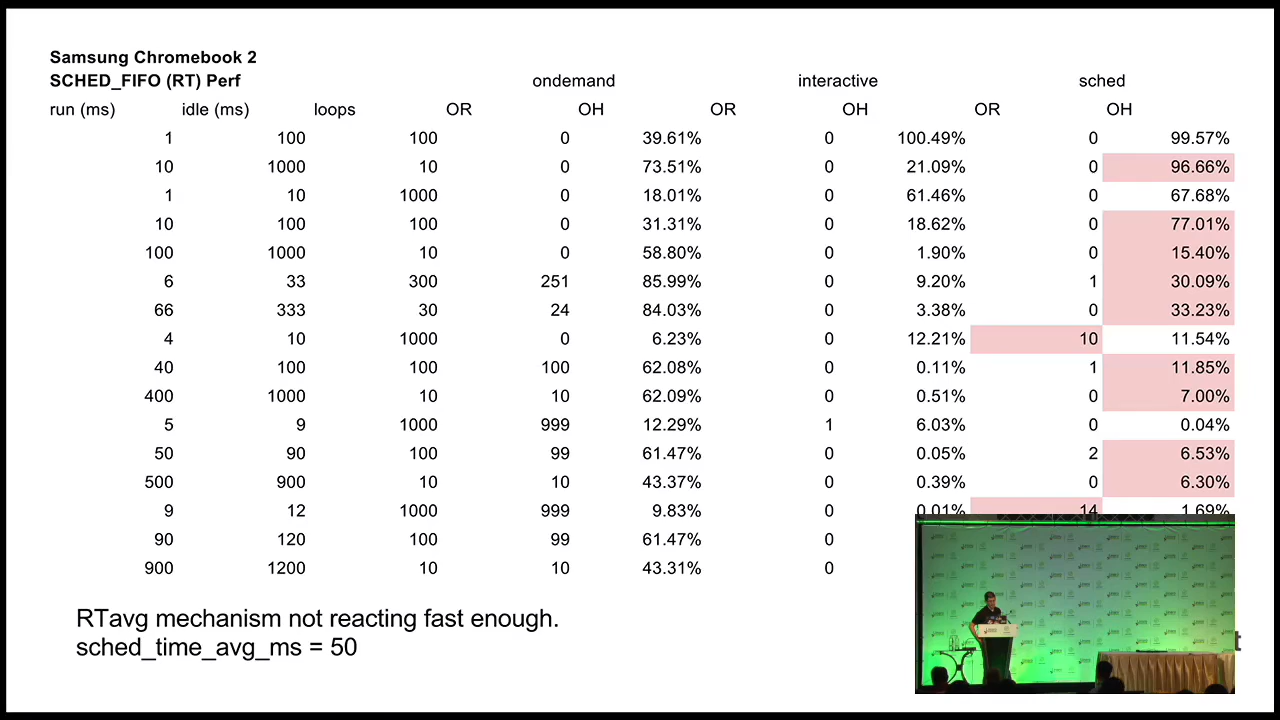 Samsung Chromebook 2
SCHED_FIFO (RT) Perf ondemand interactive sched
run (ms) idle (ms) loops OR OH OR OH OR OH
1 100 100 0 39.61% 0 100.49% 0 99.57%
10 1000 10 0 73.51% 0 21.09% 0 96.66%
1 10 1000 0 18.01% 0 61.46% 0 67.68%
10 100 100 0 31.31% 0 18.62% 0 77.01%
100 1000 10 0 58.80% 0 1.90% 0 15.40%
6 33 300 251 85.99% 0 9.20% 1 30.09%
66 333 30 24 84.03% 0 3.38% 0 33.23%
4 10 1000 0 6.23% 0 12.21% 10 11.54%
40 100 100 100 62.08% 0 0.11% 1 11.85%
400 1000 10 10 62.09% 0 0.51% 0 7.00%
5 9 1000 999 12.29% 1 6.03% 0 0.04%
50 90 100 99 61.47% 0 0.05% 2 6.53%
500 900 10 10 43.37% 0 0.39% 0 6.30%
9 12 1000 999 9.83% 0 0.01% 14 1.69%
90 120 100 99 61.47% 0
900 1200 10 10 43.31% 0
RTavg mechanism not reacting fast enough.
sched_time_avg_ms = 50